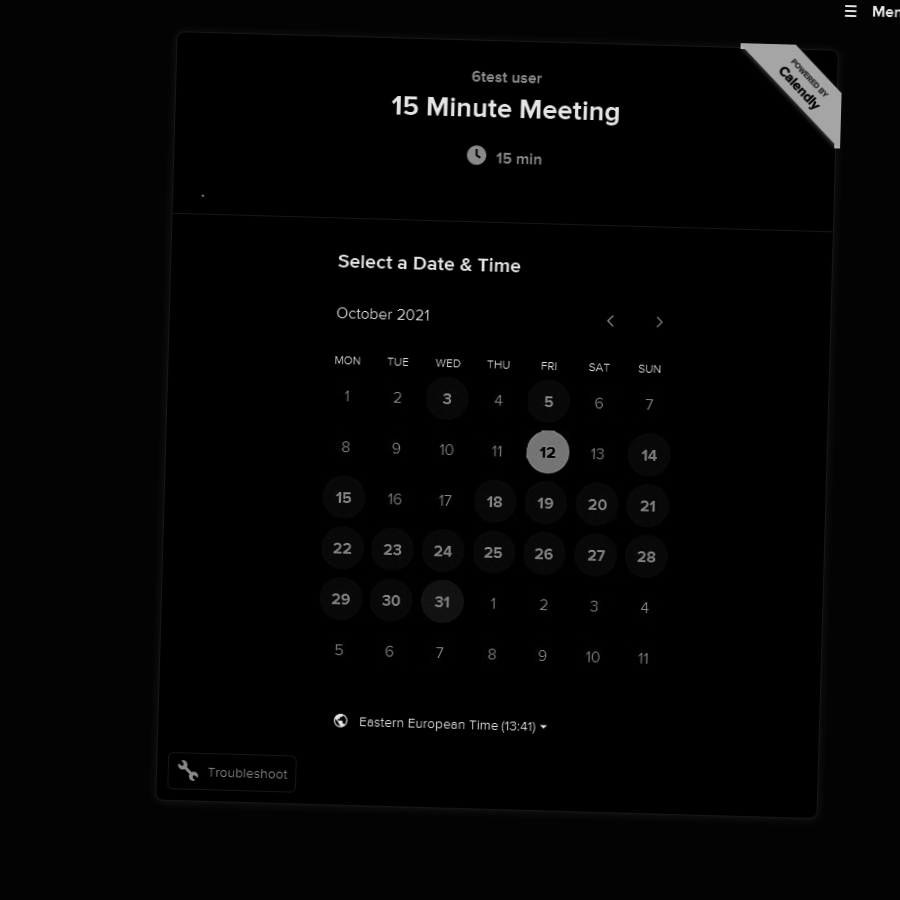 ☰ Men
POWERED BY
Calendly
6test user
15 Minute Meeting
15 min
Select a Date & Time
October 2021
MON TUE WED THU FRI SAT SUN
1 2 3 4 5 6 7
8 9 10 11 12 13 14
15 16 17 18 19 20 21
22 23 24 25 26 27 28
29 30 31 1 2 3 4
5 6 7 8 9 10 11
Eastern European Time (13:41)
Troubleshoot